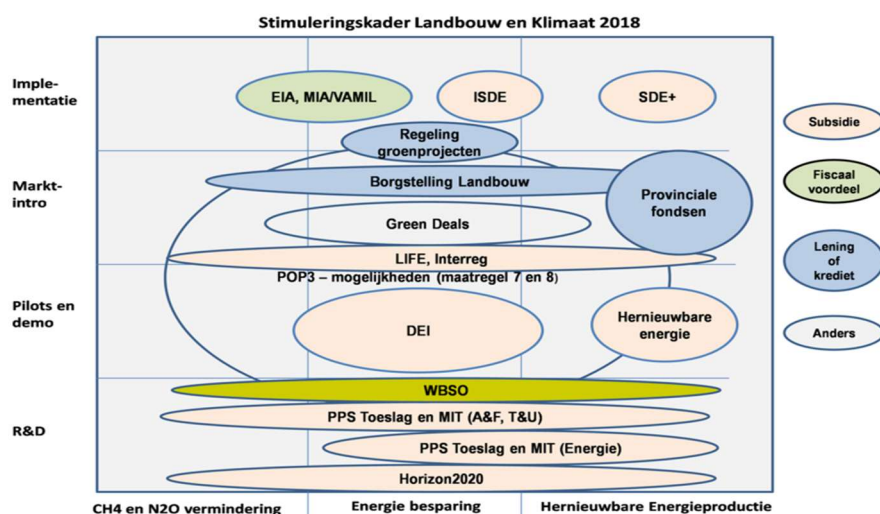 Stimuleringskader Landbouw en Klimaat 2018
Imple-
mentatie
EIA, MIA/VAMIL
ISDE
SDE+
Regeling
groenprojecten
Markt-
intro
Borgstelling Landbouw
Provinciale
fondsen
Green Deals
LIFE, Interreg
POP3 – mogelijkheden (maatregel 7 en 8)
Pilots en
demo
DEI
Hernieuwbare
energie
R&D
WBSO
PPS Toeslag en MIT (A&F, T&U)
PPS Toeslag en MIT (Energie)
Horizon2020
CH4 en N2O vermindering
Energie besparing
Hernieuwbare Energieproductie
Subsidie
Fiscaal
voordeel
Lening
of
krediet
Anders